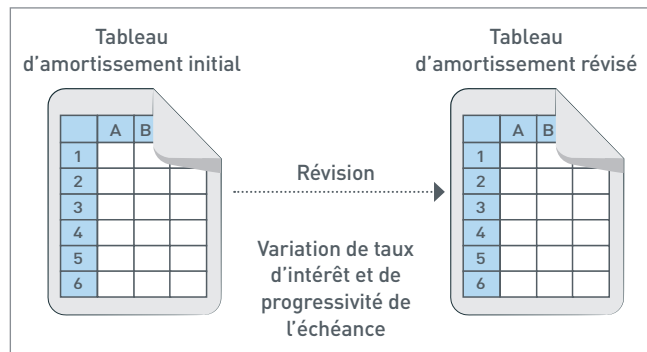 Tableau
d'amortissement initial
A B
1
2
3
4
5
6
Révision
Variation de taux
d'intérêt et de
progressivité de
l'échéance
Tableau
d'amortissement révisé
A B
1
2
3
4
5
6